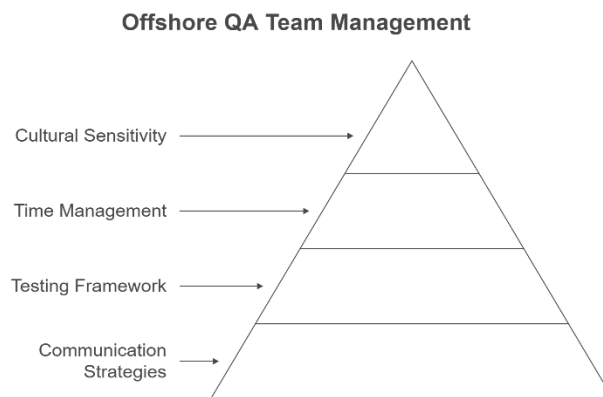 Offshore QA Team Management
Cultural Sensitivity
Time Management
Testing Framework
Communication
Strategies